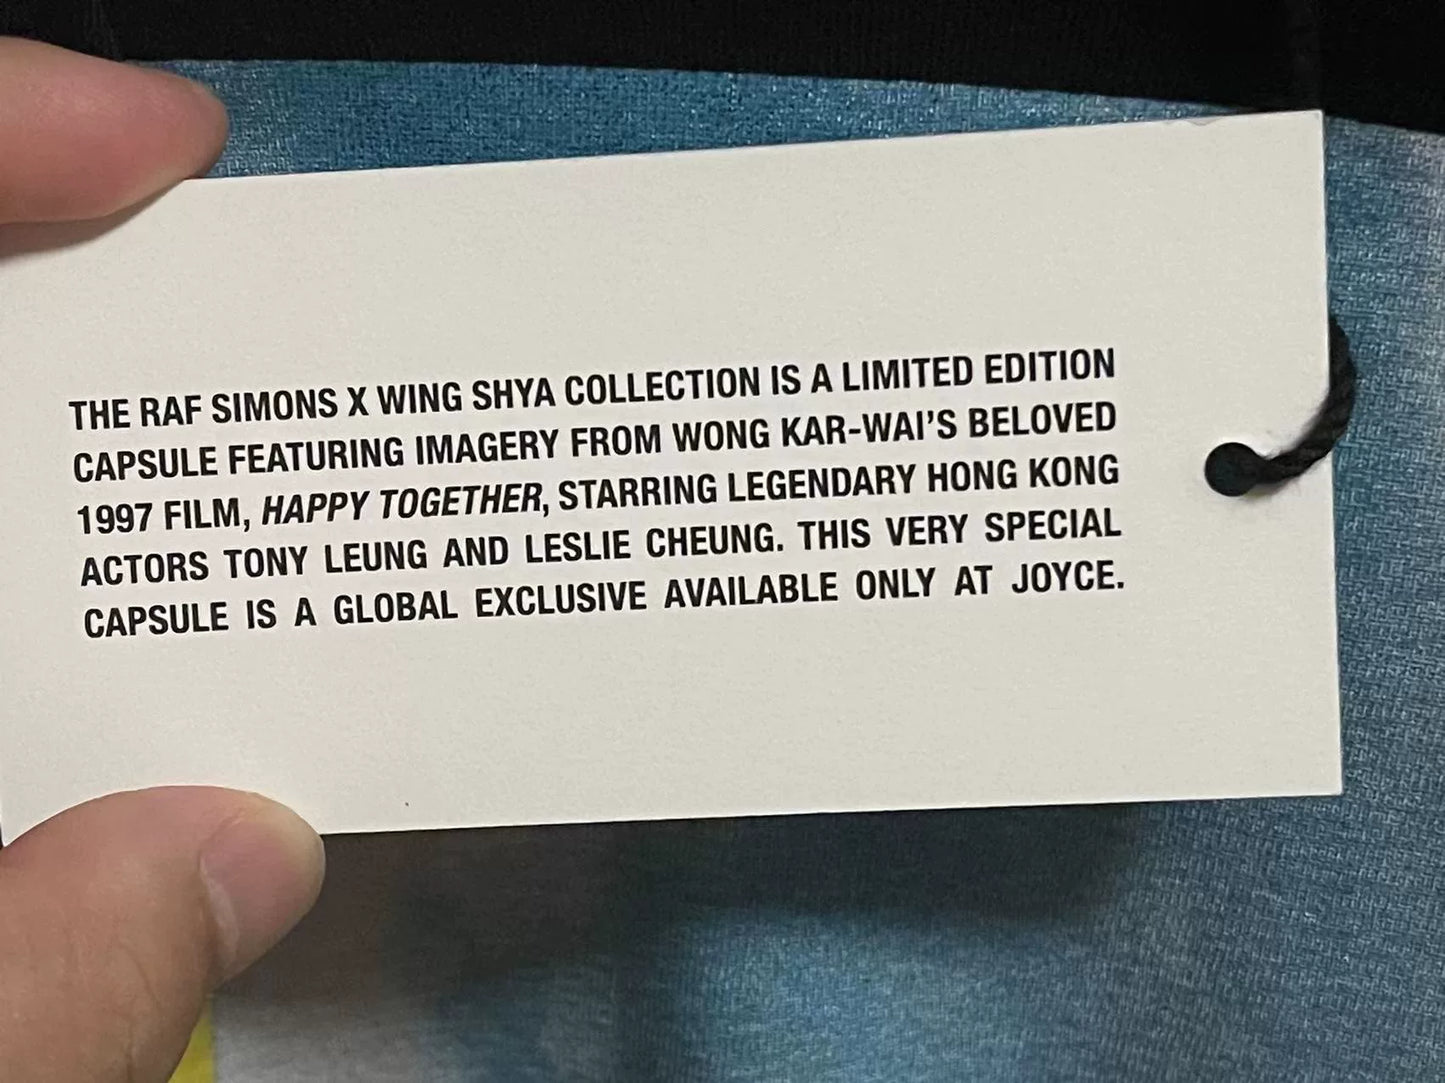 THE RAF SIMONS X WING SHYA COLLECTION IS A LIMITED EDITION
CAPSULE FEATURING IMAGERY FROM WONG KAR-WAI'S BELOVED
1997 FILM, HAPPY TOGETHER, STARRING LEGENDARY HONG KONG
ACTORS TONY LEUNG AND LESLIE CHEUNG. THIS VERY SPECIAL
CAPSULE IS A GLOBAL EXCLUSIVE AVAILABLE ONLY AT JOYCE.